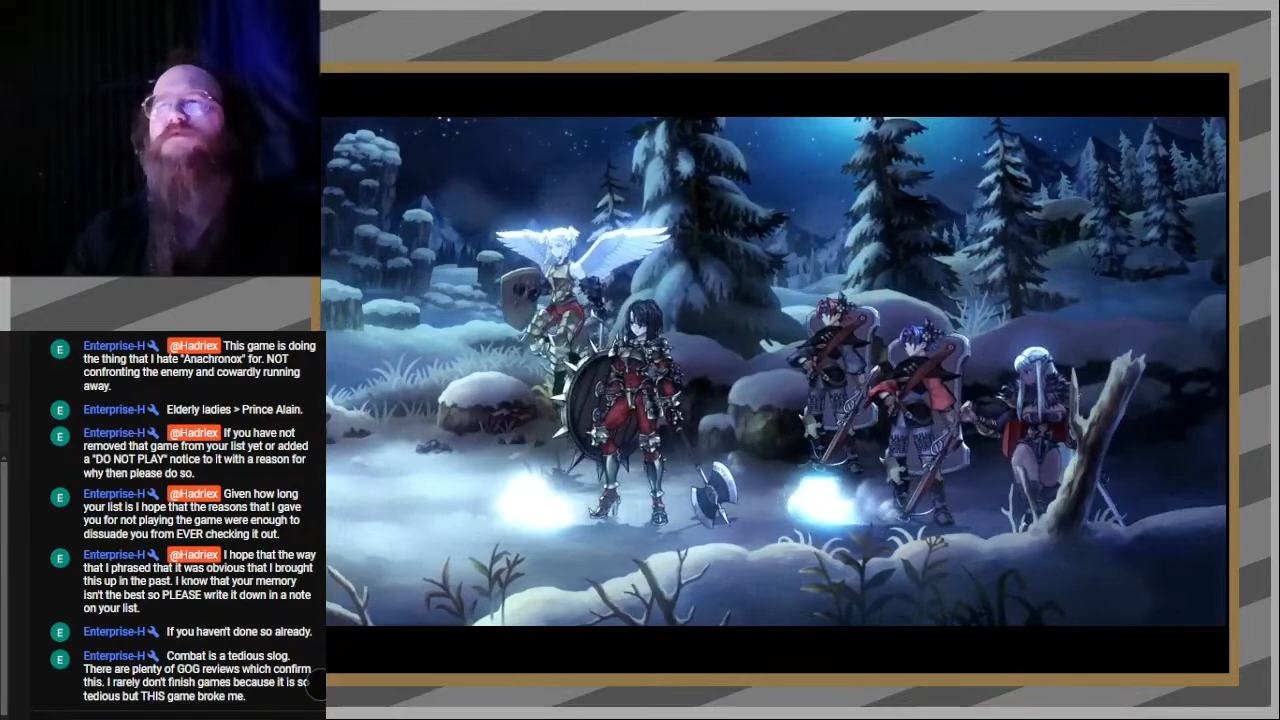 E Enterprise-H @Hadriex This game is doing
the thing that I hate "Anachronox" for. NOT
confronting the enemy and cowardly running
away.
E Enterprise-H Elderly ladies > Prince Alain.
E Enterprise-H @Hadriex If you have not
removed that game from your list yet or added
a "DO NOT PLAY" notice to it with a reason for
why then please do so.
E Enterprise-H @Hadriex Given how long
your list is I hope that the reasons that I gave
you for not playing the game were enough to
dissuade you from EVER checking it out.
E Enterprise-H @Hadriex I hope that the way
that I phrased that it was obvious that I brought
this up in the past. I know that your memory
isn't the best so PLEASE write it down in a note
on your list.
E Enterprise-H If you haven't done so already.
E Enterprise-H Combat is a tedious slog.
There are plenty of GOG reviews which confirm
this. I rarely don't finish games because it is so
tedious but THIS game broke me.